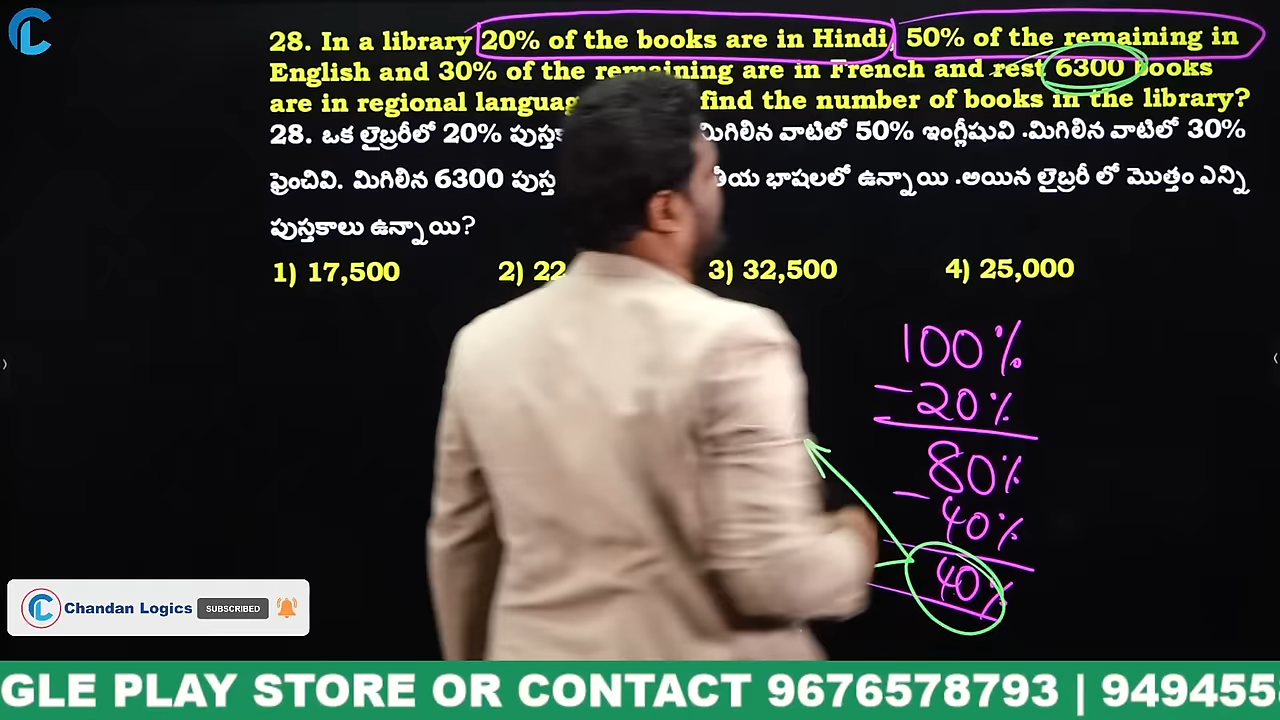 28. In a library 20% of the books are in Hindi, 50% of the remaining in
English and 30% of the remaining are in French and rest 6300 books
are in regional find the number of books in the library?
28. ఒక లైబ్రరీలో 20% మిగిలిన వాటిలో 50% ఇంగ్లీషువి .మిగిలిన వాటిలో 30%
ఫ్రెంచివి. మిగిలిన 6300 భాషలలో ఉన్నాయి .అయిన లైబ్రరీ లో మొత్తం ఎన్ని
పుస్తకాలు ఉన్నాయి?
1) 17,500 2) 22 3) 32,500 4) 25,000
100%
-20%
80%
-40%
40%
Chandan Logics SUBSCRIBED
GLE PLAY STORE OR CONTACT 9676578793 | 949455